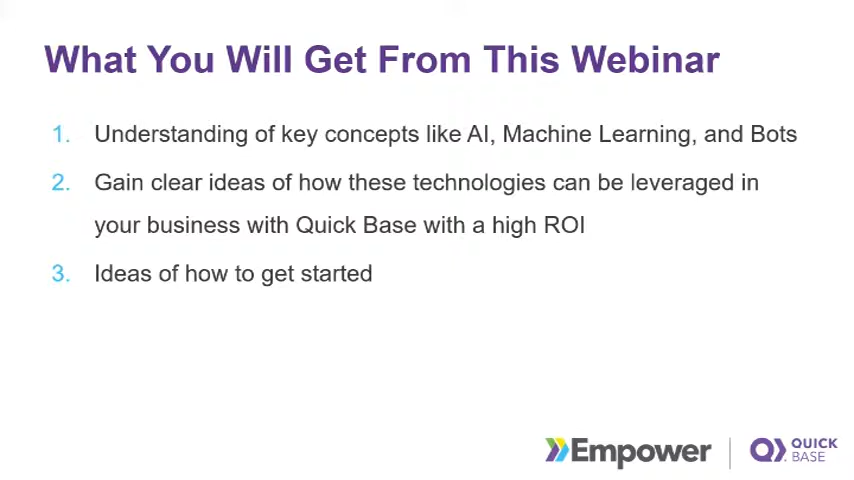 What You Will Get From This Webinar
1. Understanding of key concepts like AI, Machine Learning, and Bots
2. Gain clear ideas of how these technologies can be leveraged in
your business with Quick Base with a high ROI
3. Ideas of how to get started
Empower
QUICK
BASE